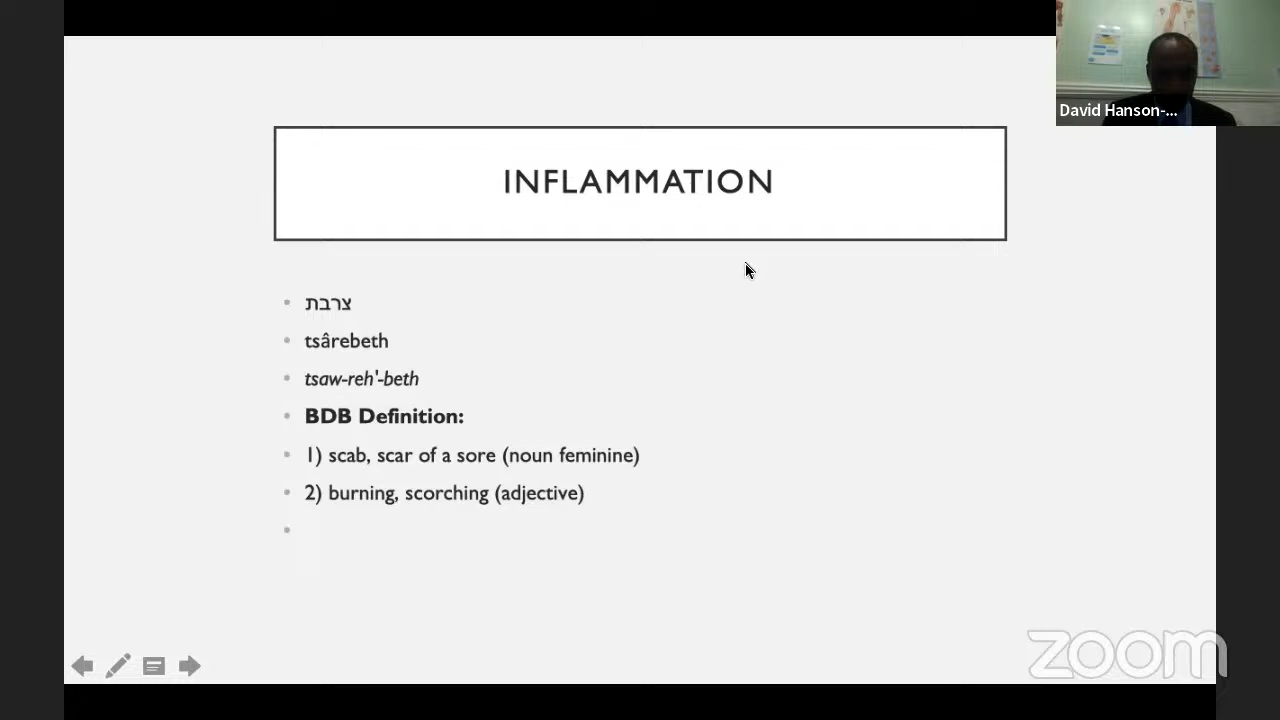 David Hanson-...
INFLAMMATION
צרבת
tsârebeth
tsaw-reh'-beth
BDB Definition:
1) scab, scar of a sore (noun feminine)
2) burning, scorching (adjective)
zoom